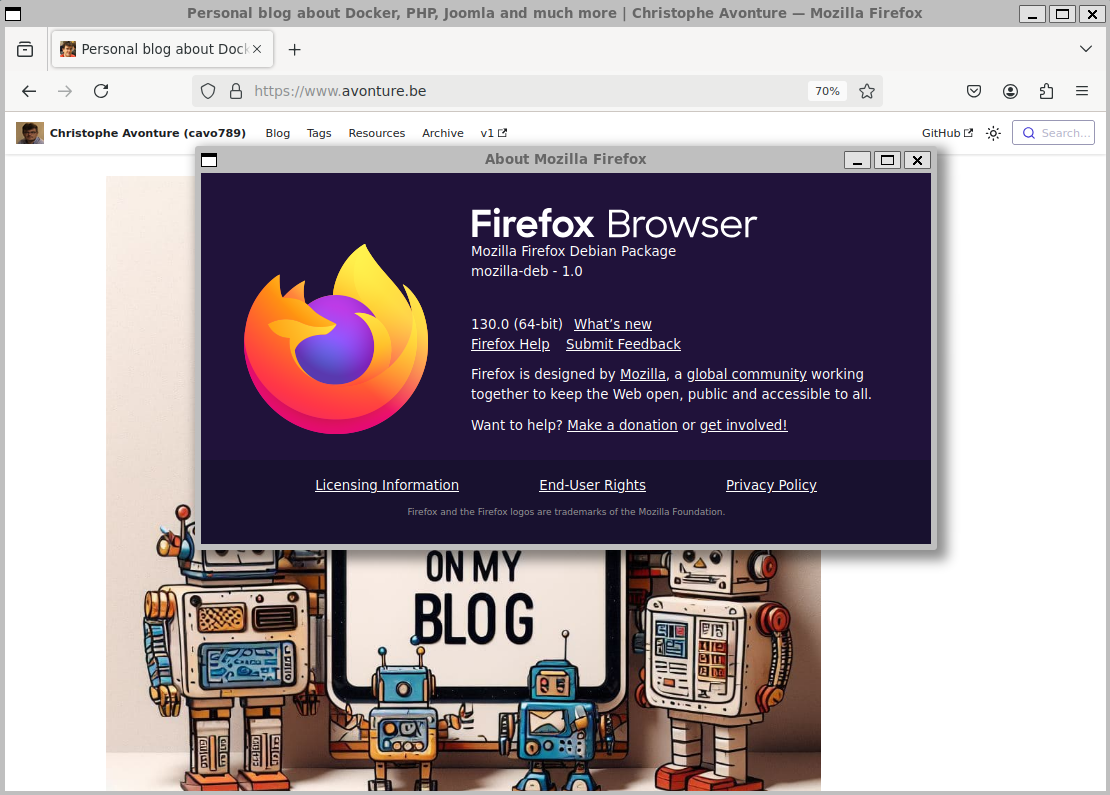 Personal blog about Docker, PHP, Joomla and much more | Christophe Avonture — Mozilla Firefox
Personal blog about Dock
https://www.avonture.be
70%
Christophe Avonture (cavo789) Blog Tags Resources Archive v1 GitHub Search...
About Mozilla Firefox
Firefox Browser
Mozilla Firefox Debian Package
mozilla-deb - 1.0
130.0 (64-bit) What’s new
Firefox Help Submit Feedback
Firefox is designed by Mozilla, a global community working
together to keep the Web open, public and accessible to all.
Want to help? Make a donation or get involved!
Licensing Information End-User Rights Privacy Policy
Firefox and the Firefox logos are trademarks of the Mozilla Foundation.
ON MY
BLOG